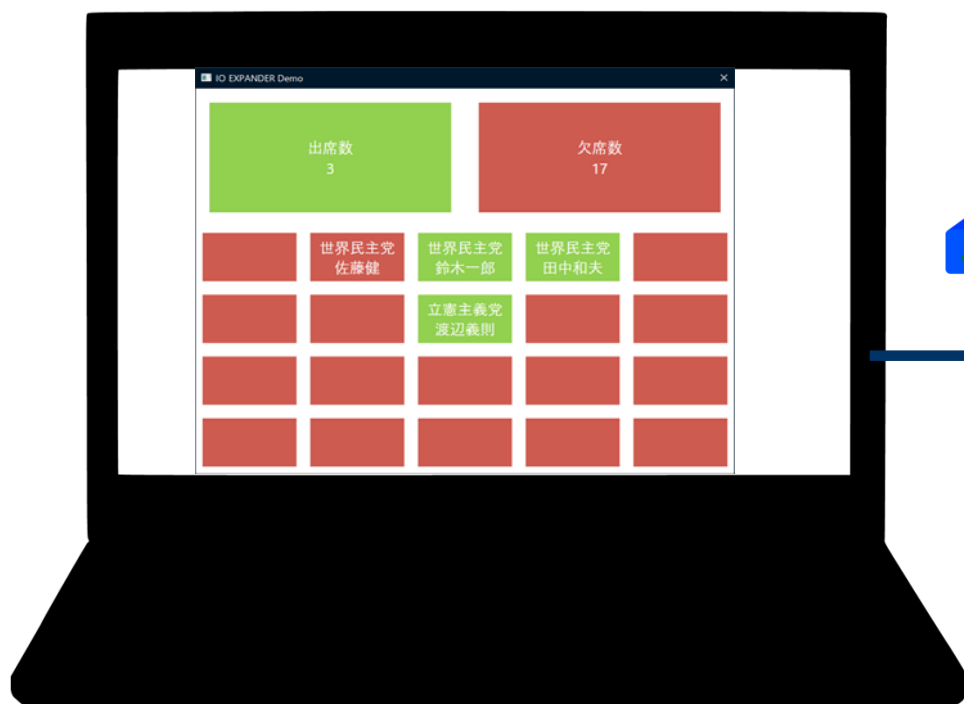 IO EXPANDER Demo
出席数
3
欠席数
17
世界民主党
佐藤健
世界民主党
鈴木一郎
世界民主党
田中和夫
立憲主義党
渡辺義則